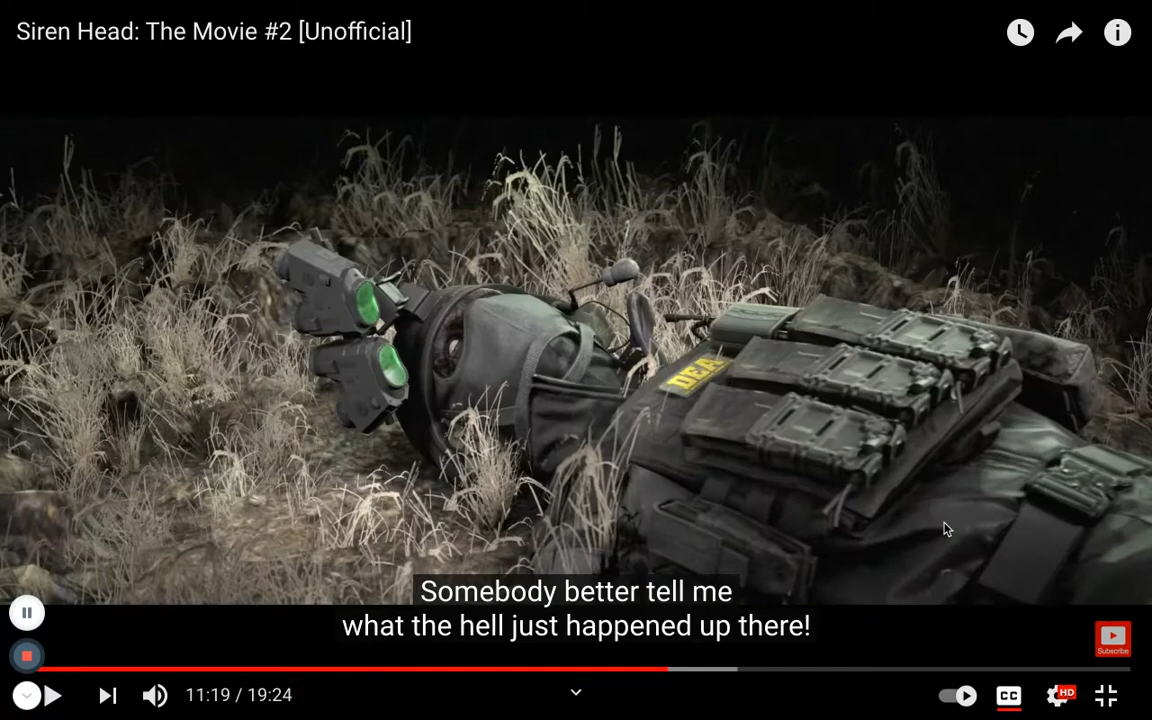 Siren Head: The Movie #2 [Unofficial]
DEA
Somebody better tell me
what the hell just happened up there!
Subscribe
11:19 / 19:24
CC
HD